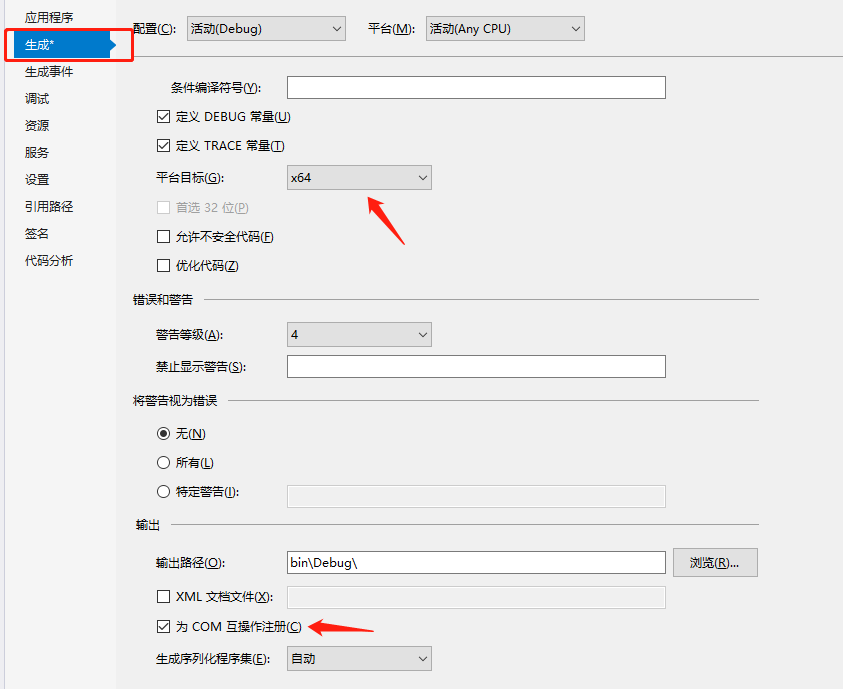 应用程序
生成*
生成事件
调试
资源
服务
设置
引用路径
签名
代码分析
配置(C): 活动(Debug) 平台(M): 活动(Any CPU)
条件编译符号(Y):
定义 DEBUG 常量(U)
定义 TRACE 常量(T)
平台目标(G): x64
首选 32 位(P)
允许不安全代码(F)
优化代码(Z)
错误和警告
警告等级(A): 4
禁止显示警告(S):
将警告视为错误
无(N)
所有(L)
特定警告(I):
输出
输出路径(O): bin\Debug\ 浏览(R)...
XML 文档文件(X):
为 COM 互操作注册(C)
生成序列化程序集(E): 自动